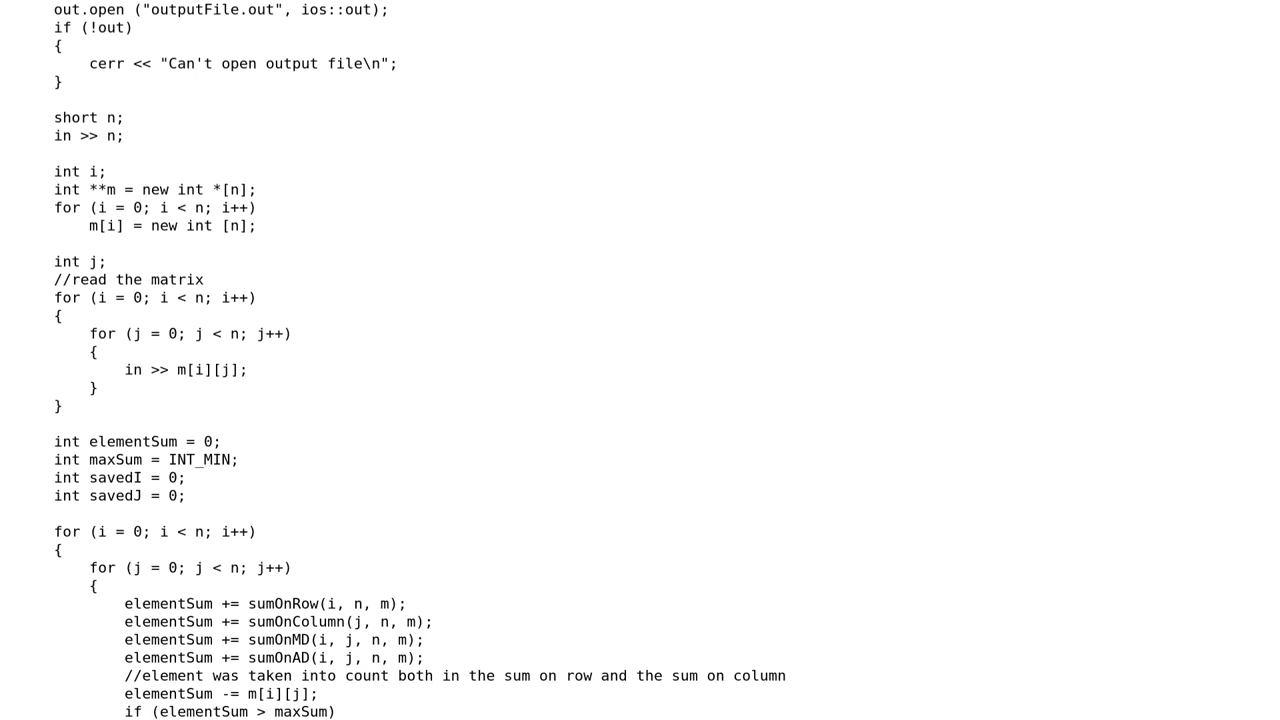 out.open ("outputFile.out", ios::out);
if (!out)
{
    cerr << "Can't open output file\n";
}

short n;
in >> n;

int i;
int **m = new int *[n];
for (i = 0; i < n; i++)
    m[i] = new int [n];

int j;
//read the matrix
for (i = 0; i < n; i++)
{
    for (j = 0; j < n; j++)
    {
        in >> m[i][j];
    }
}

int elementSum = 0;
int maxSum = INT_MIN;
int savedI = 0;
int savedJ = 0;

for (i = 0; i < n; i++)
{
    for (j = 0; j < n; j++)
    {
        elementSum += sumOnRow(i, n, m);
        elementSum += sumOnColumn(j, n, m);
        elementSum += sumOnMD(i, j, n, m);
        elementSum += sumOnAD(i, j, n, m);
        //element was taken into count both in the sum on row and the sum on column
        elementSum -= m[i][j];
        if (elementSum > maxSum)